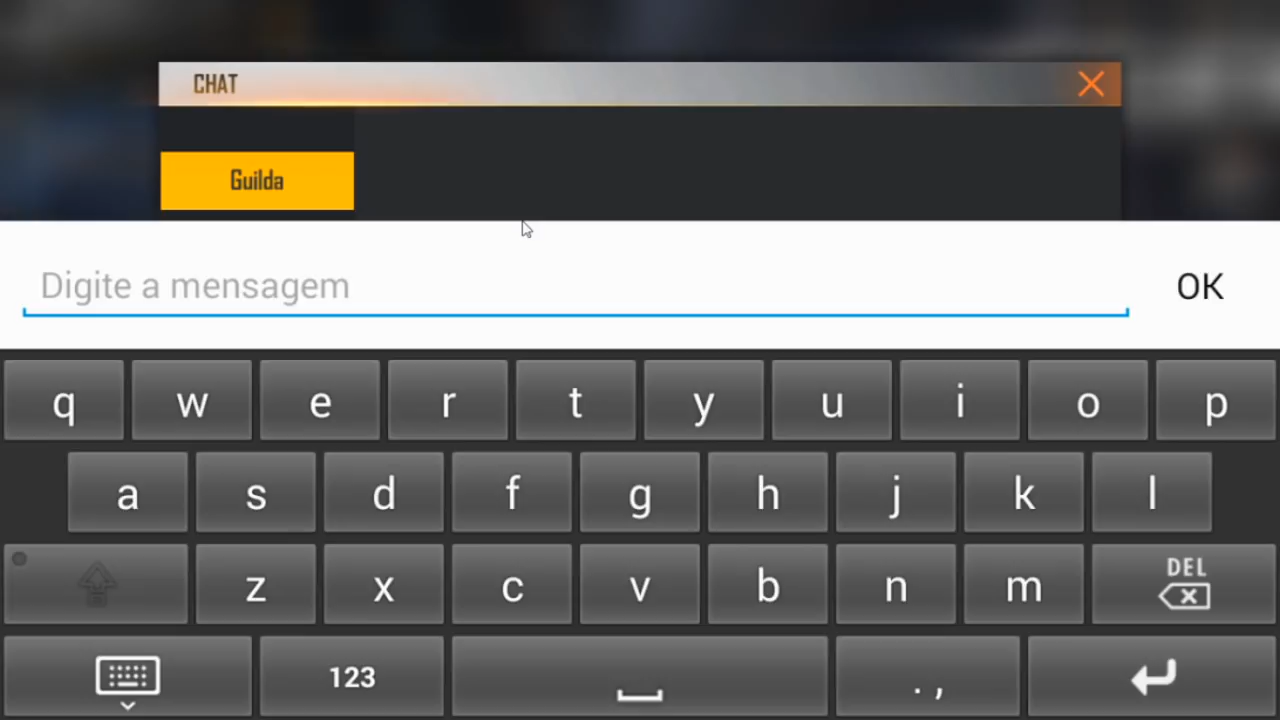 CHAT
Guilda
Digite a mensagem
OK
q w e r t y u i o p
a s d f g h j k l
z x c v b n m DEL
123 . ,